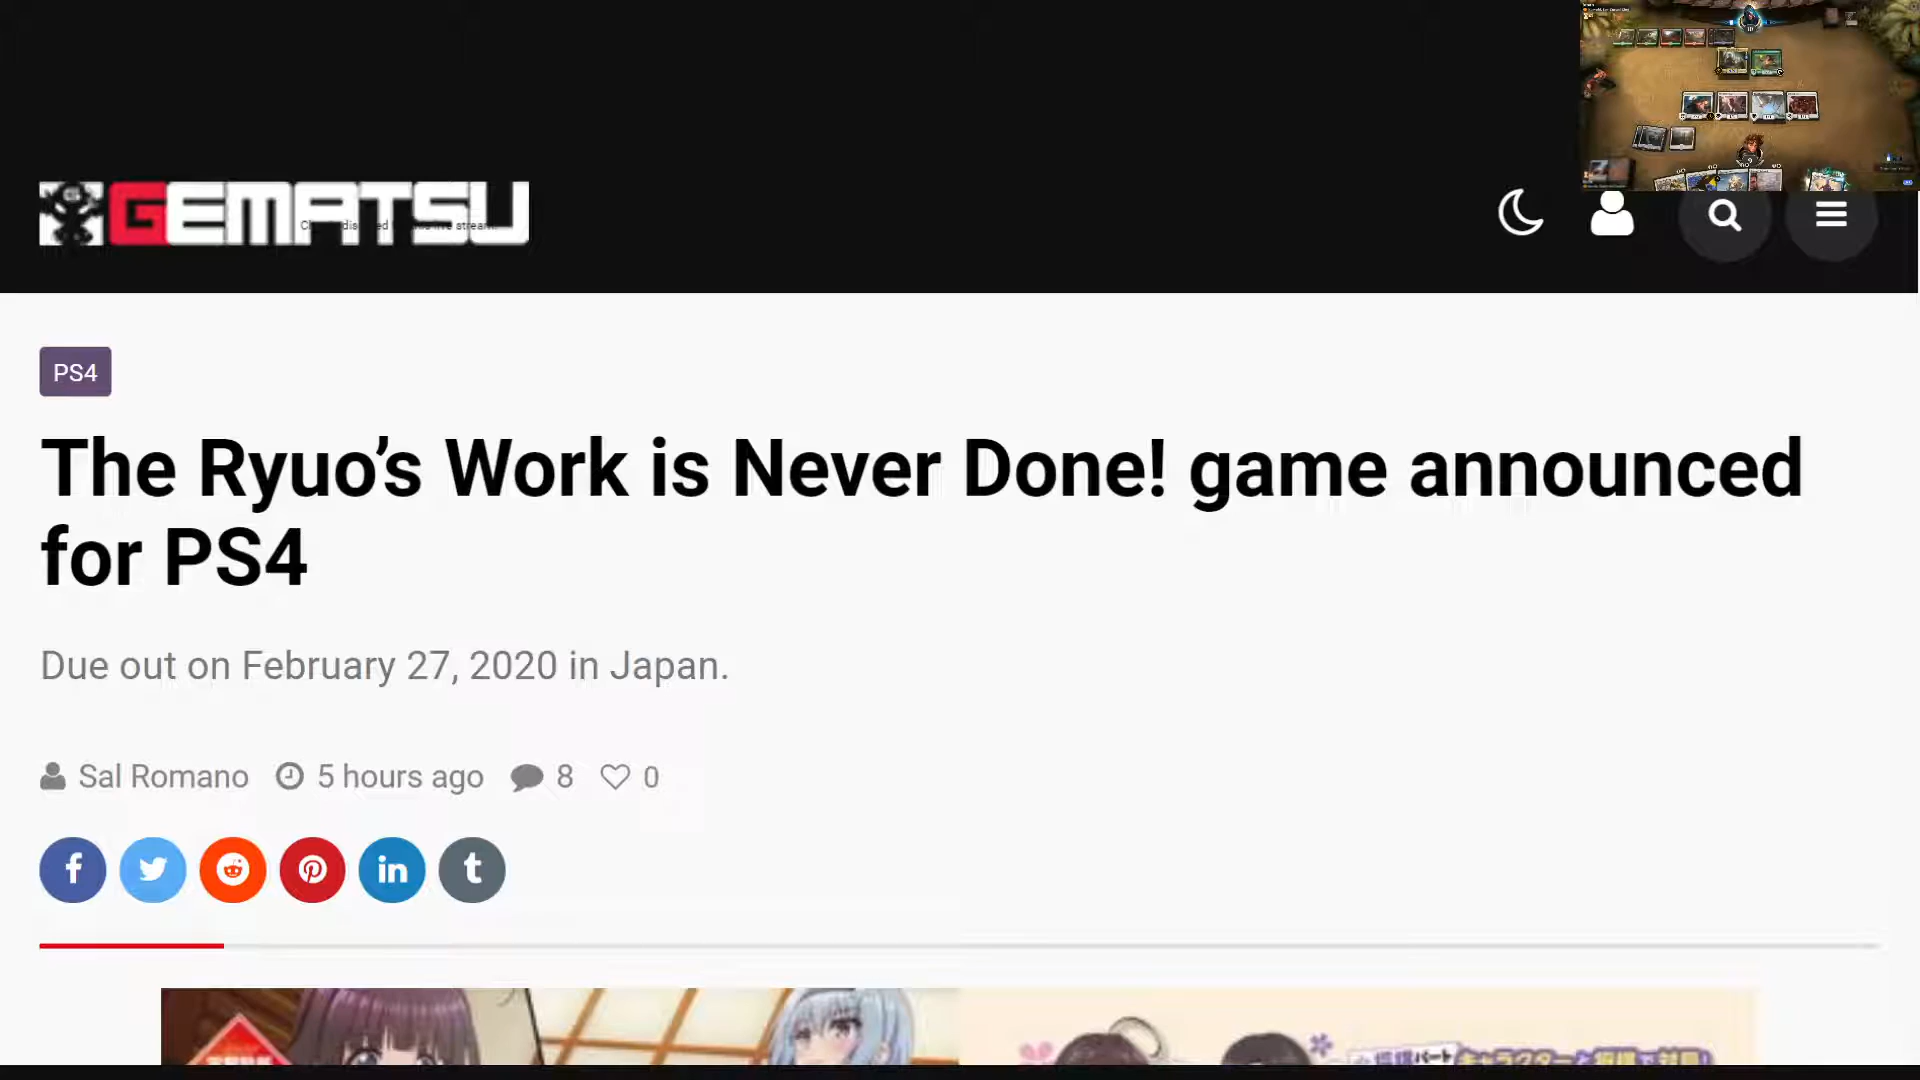 GEMATSU
PS4
The Ryuo’s Work is Never Done! game announced
for PS4
Due out on February 27, 2020 in Japan.
Sal Romano 5 hours ago 8 0